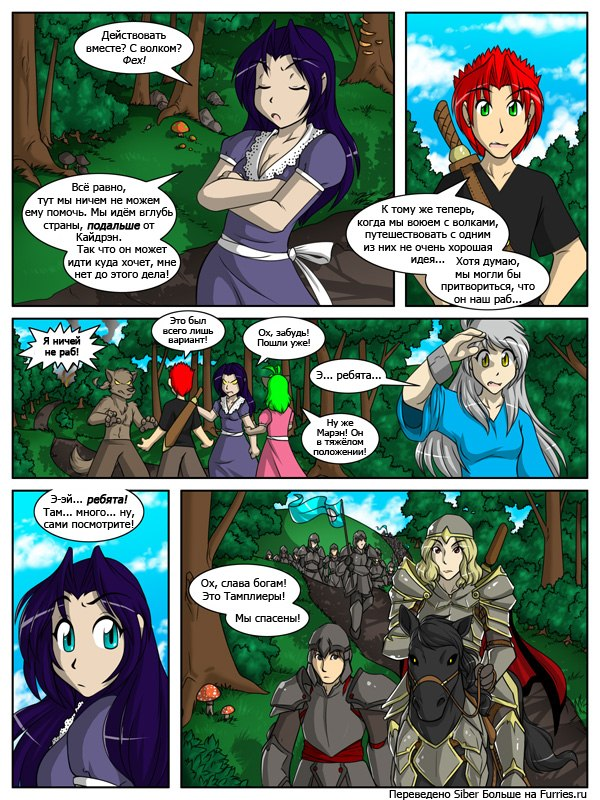 Действовать
вместе? С волком?
Фех!
Всё равно,
тут мы ничем не можем
ему помочь. Мы идём вглубь
страны, подальше от
Кайдрэн.
Так что он может
идти куда хочет, мне
нет до этого дела!
К тому же теперь,
когда мы воюем с волками,
путешествовать с одним
из них не очень хорошая
идея...
Хотя думаю,
мы могли бы
притвориться, что
он наш раб...
Я ничей
не раб!
Это был
всего лишь
вариант!
Ох, забудь!
Пошли уже!
Ну же
Марэн! Он
в тяжёлом
положении!
Э... ребята...
Э-эй... ребята!
Там... много... ну,
сами посмотрите!
Ох, слава богам!
Это Тамплиеры!
Мы спасены!
Переведено Siber Больше на Furries.ru